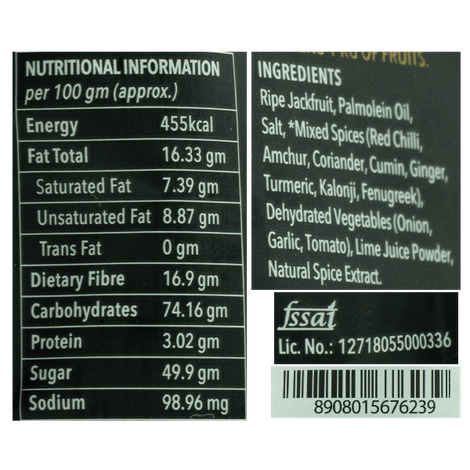 NUTRITIONAL INFORMATION
per 100 gm (approx.)
Energy 455kcal
Fat Total 16.33 gm
Saturated Fat 7.39 gm
Unsaturated Fat 8.87 gm
Trans Fat 0 gm
Dietary Fibre 16.9 gm
Carbohydrates 74.16 gm
Protein 3.02 gm
Sugar 49.9 gm
Sodium 98.96 mg
KG OF FRUITS.
INGREDIENTS
Ripe Jackfruit, Palmolein Oil,
Salt, *Mixed Spices (Red Chilli,
Amchur, Coriander, Cumin, Ginger,
Turmeric, Kalonji, Fenugreek),
Dehydrated Vegetables (Onion,
Garlic, Tomato), Lime Juice Powder,
Natural Spice Extract.
fssai
Lic. No.: 12718055000336
8908015676239